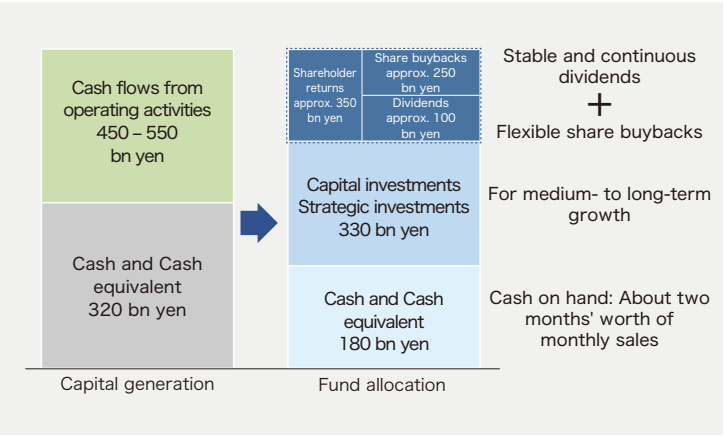 Cash flows from
operating activities
450 – 550
bn yen
Cash and Cash
equivalent
320 bn yen
Capital generation
Shareholder
returns
approx. 350
bn yen
Share buybacks
approx. 250
bn yen
Dividends
approx. 100
bn yen
Capital investments
Strategic investments
330 bn yen
Cash and Cash
equivalent
180 bn yen
Fund allocation
Stable and continuous
dividends
+
Flexible share buybacks
For medium- to long-term
growth
Cash on hand: About two
months' worth of
monthly sales